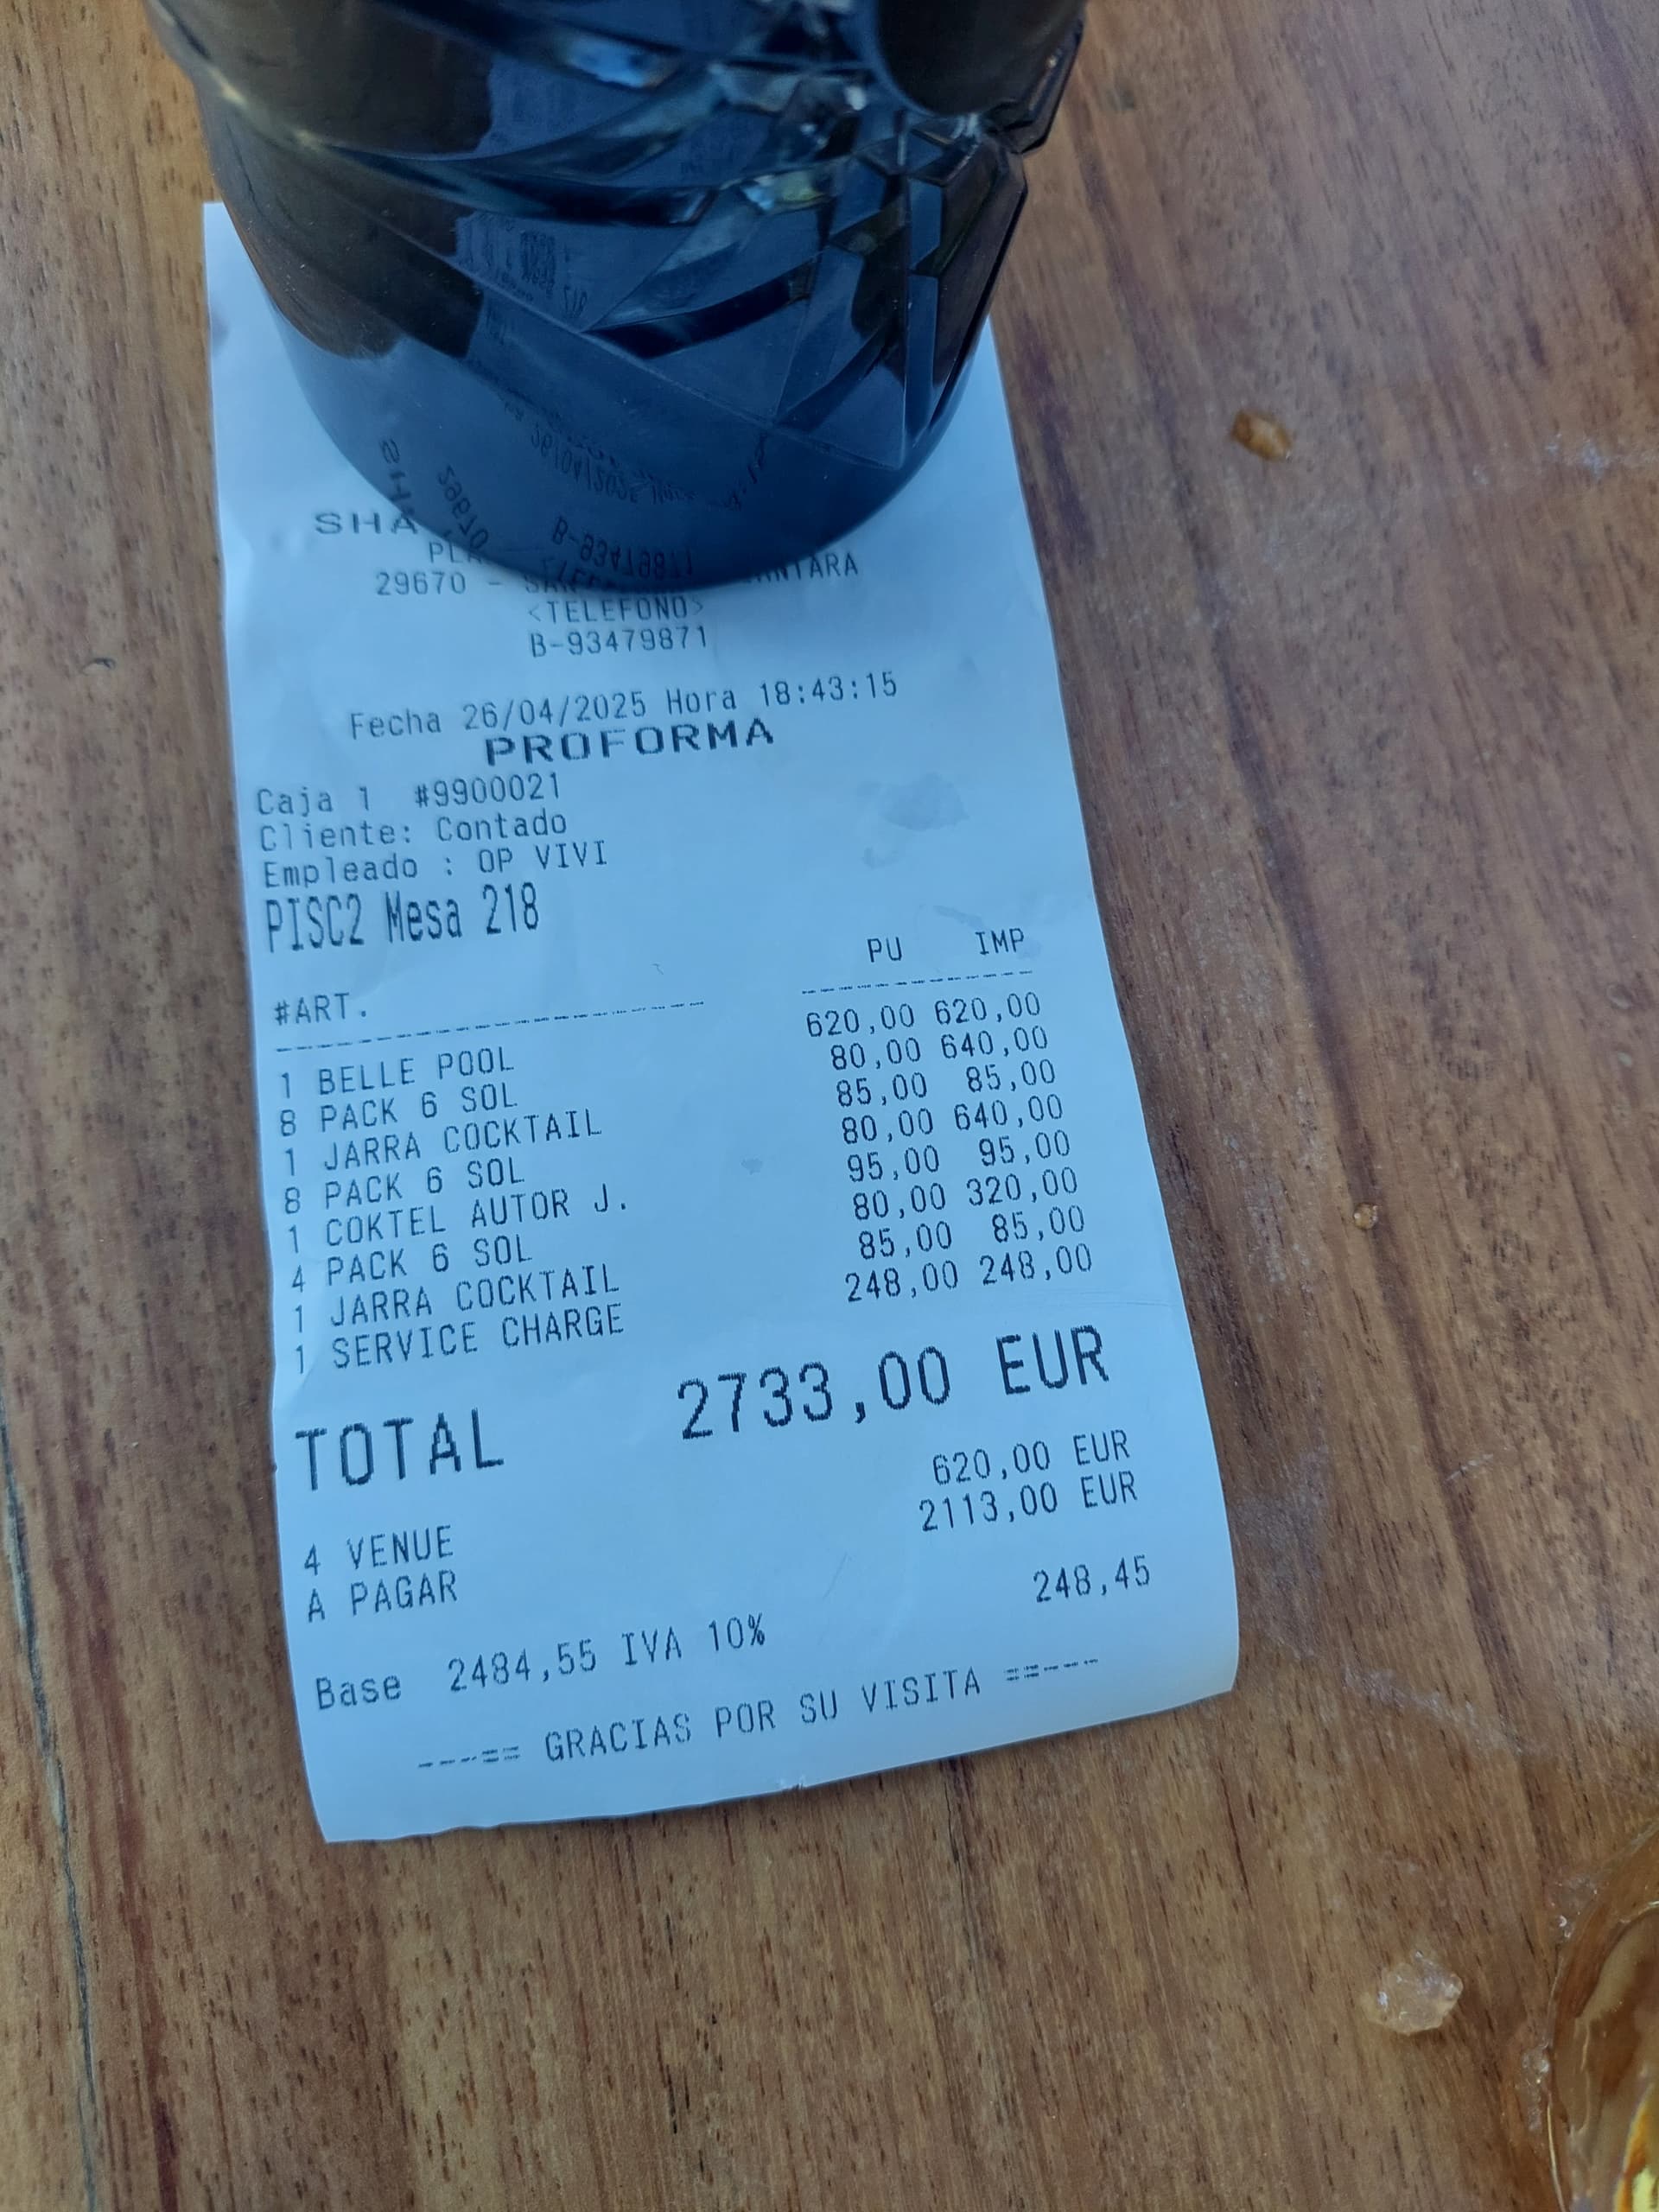 SHA
29670 -
<TELEFONO>
B-93479871
Fecha 26/04/2025 Hora 18:43:15
PROFORMA
Caja 1 #9900021
Cliente: Contado
Empleado : OP VIVI
PISC2 Mesa 218
#ART. PU IMP
1 BELLE POOL 620,00 620,00
8 PACK 6 SOL 80,00 640,00
1 JARRA COCKTAIL 85,00 85,00
8 PACK 6 SOL 80,00 640,00
1 COKTEL AUTOR J. 95,00 95,00
4 PACK 6 SOL 80,00 320,00
1 JARRA COCKTAIL 85,00 85,00
1 SERVICE CHARGE 248,00 248,00
TOTAL 2733,00 EUR
4 VENUE 620,00 EUR
A PAGAR 2113,00 EUR
Base 2484,55 IVA 10% 248,45
---== GRACIAS POR SU VISITA ==---